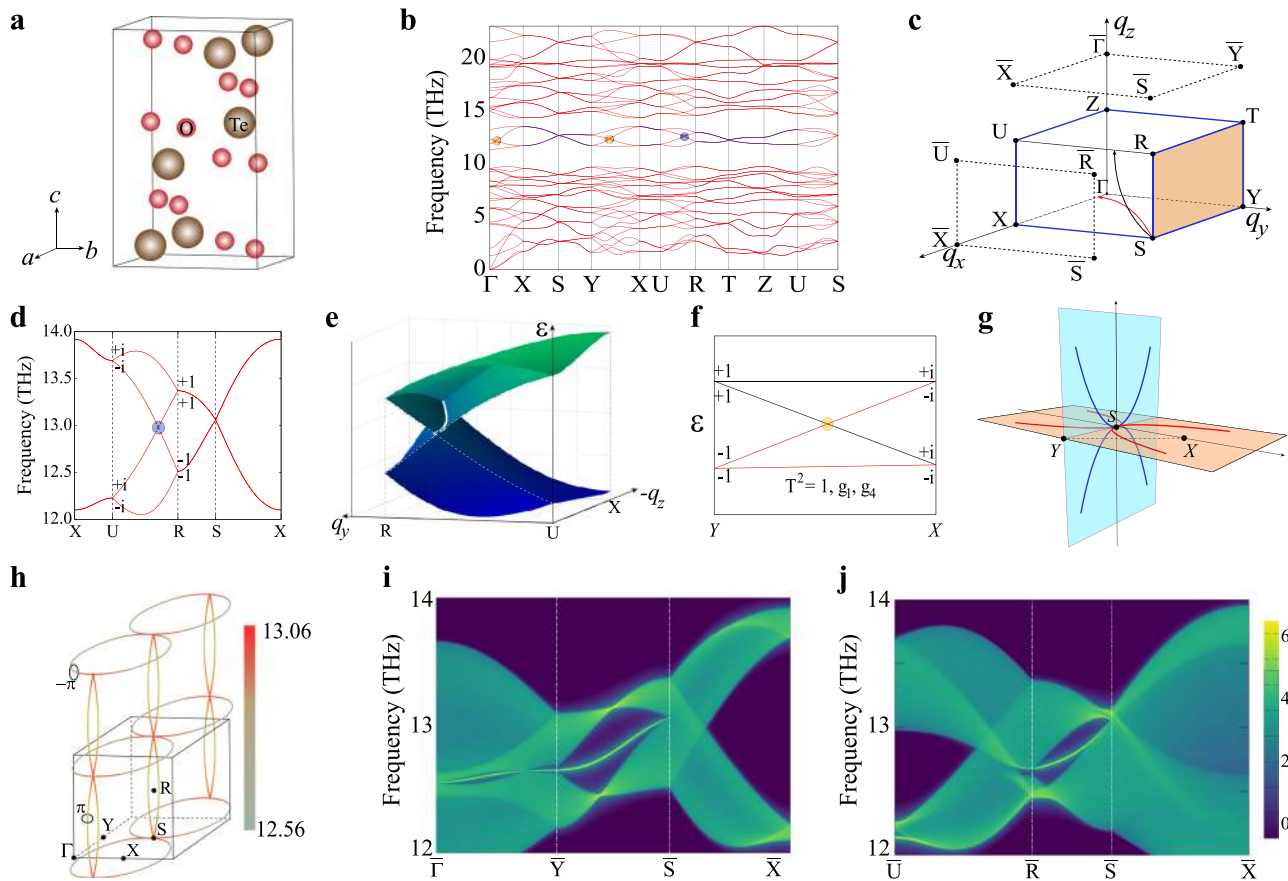 a
O
Te
c
a
b
b
Frequency (THz)
20
15
10
5
0
Γ X S Y X U R T Z U S
c
q_z
Γ̅
Y̅
X̅
S̅
Z
T
U
R
U̅
R̅
Γ
X
Y
q_y
S
X̅
q_x
S̅
d
Frequency (THz)
14.0
13.5
13.0
12.5
12.0
+i
-i
+1
+1
+i
-i
-1
-1
X U R S X
e
ε
X
-q_z
q_y
R
U
f
ε
+1
+1
-1
-1
+i
-i
+i
-i
T²= 1, g₁, g₄
Y X
g
S
Y
X
h
−π
π
R
Y
S
Γ
X
13.06
12.56
i
Frequency (THz)
14
13
12
Γ̅ Y̅ S̅ X̅
j
Frequency (THz)
14
13
12
U̅ R̅ S̅ X̅
6
4
2
0